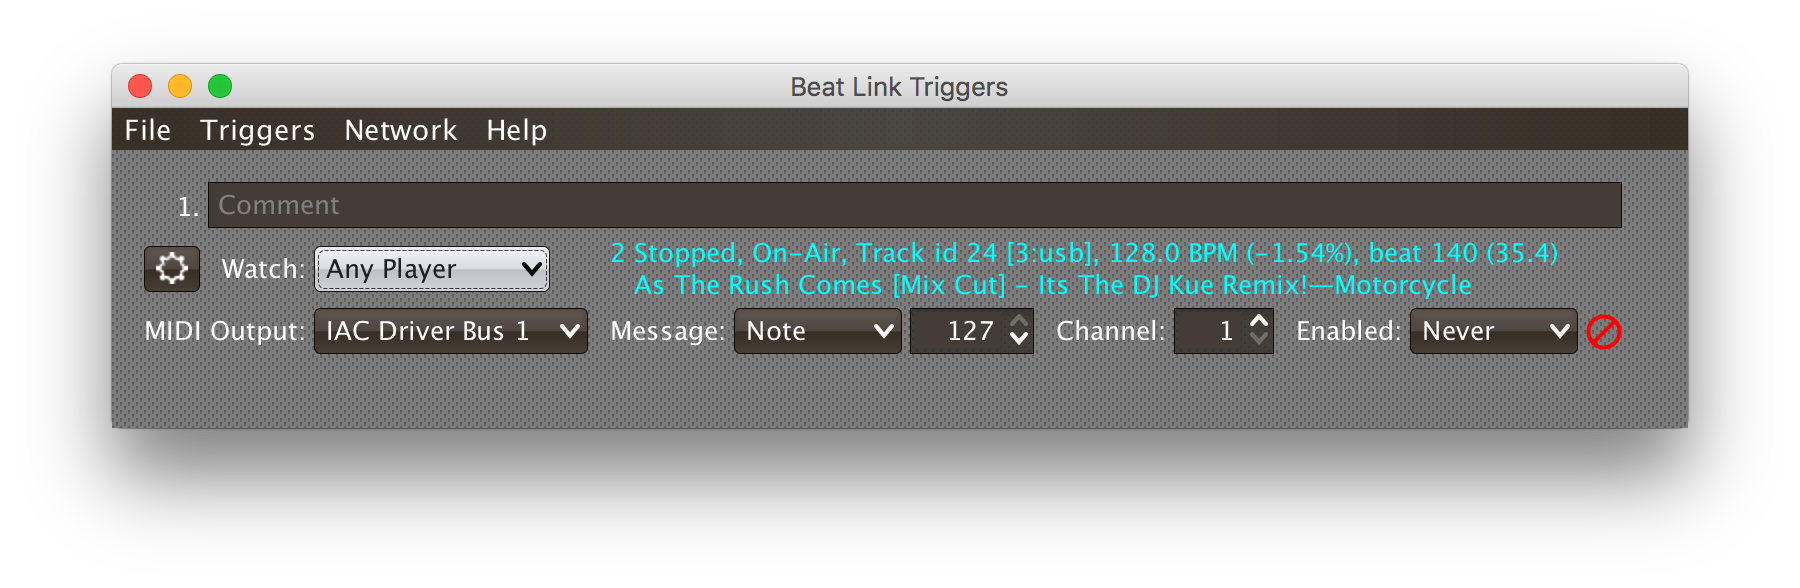 Beat Link Triggers
File Triggers Network Help
1. Comment
Watch: Any Player 2 Stopped, On-Air, Track id 24 [3:usb], 128.0 BPM (-1.54%), beat 140 (35.4)
As The Rush Comes [Mix Cut] - Its The DJ Kue Remix!—Motorcycle
MIDI Output: IAC Driver Bus 1 Message: Note 127 Channel: 1 Enabled: Never